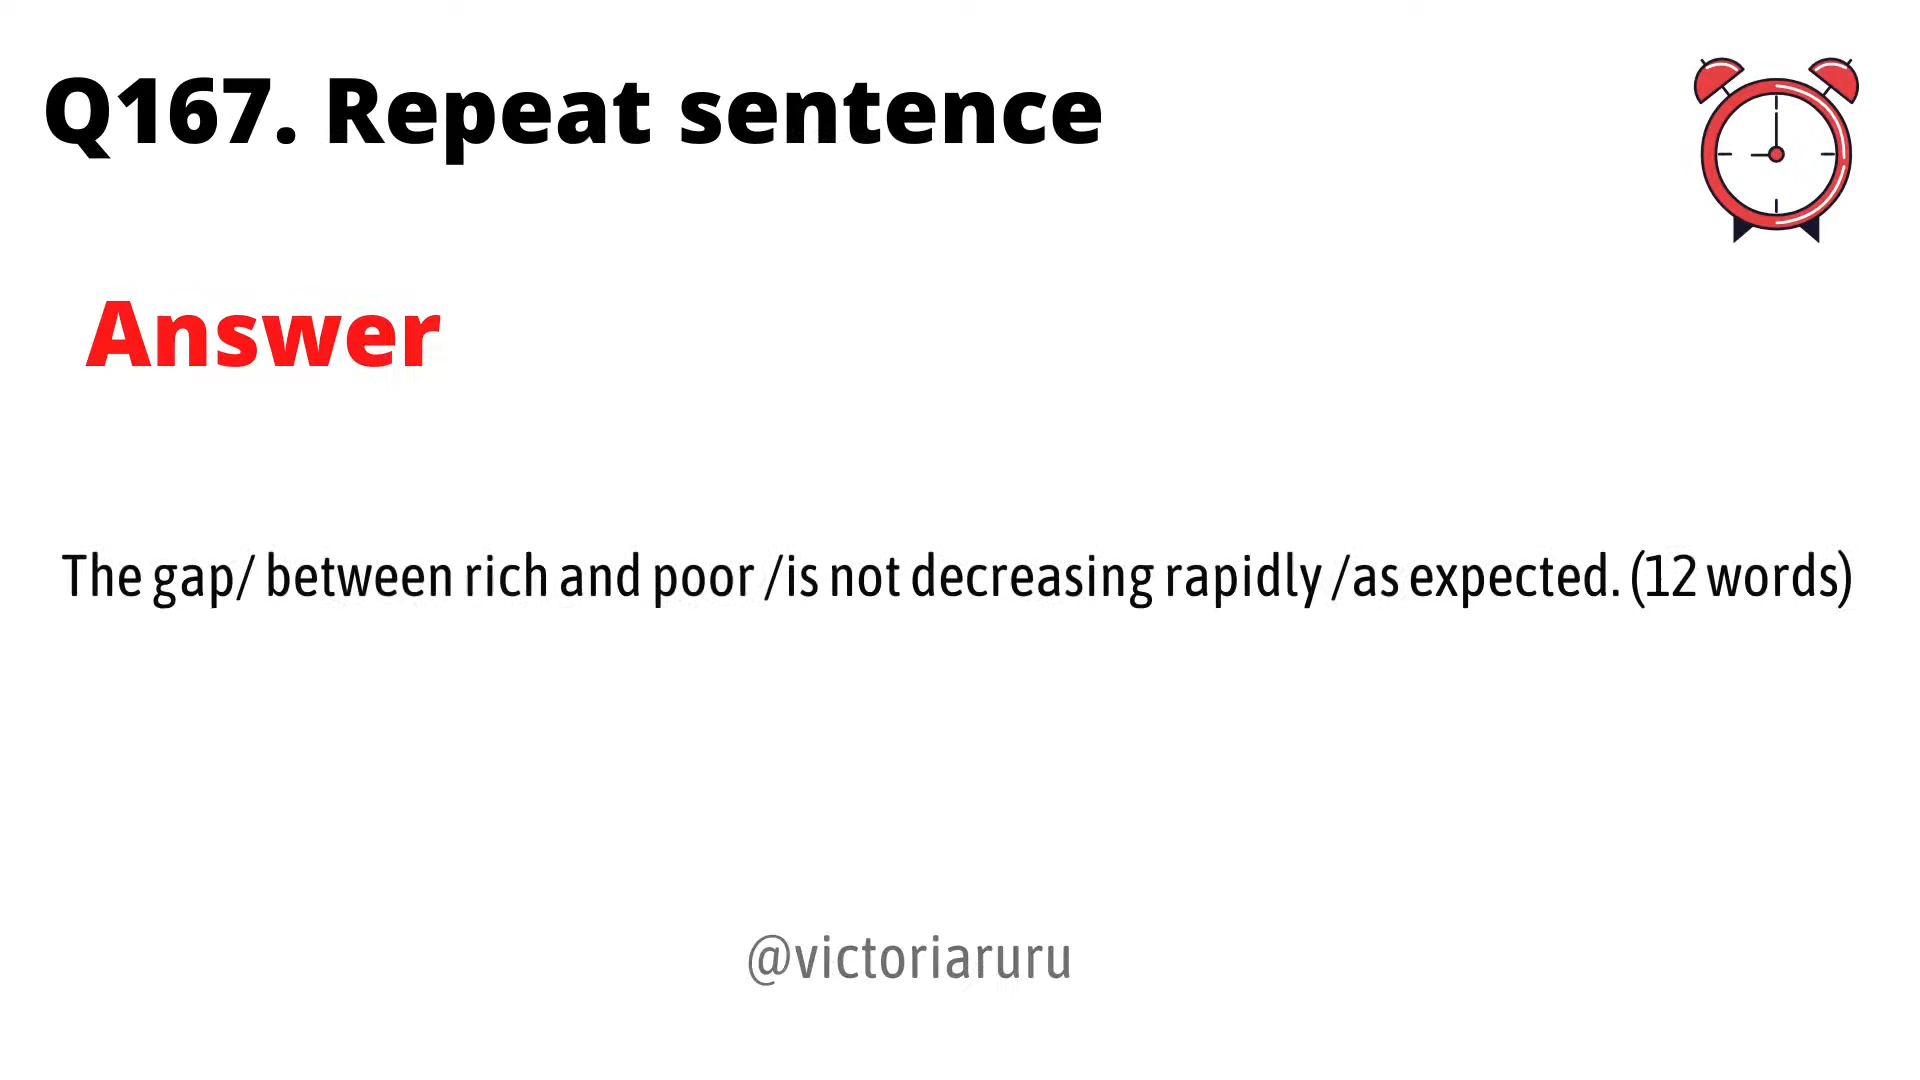 Q167. Repeat sentence
Answer
The gap/ between rich and poor /is not decreasing rapidly /as expected. (12 words)
@victoriaruru